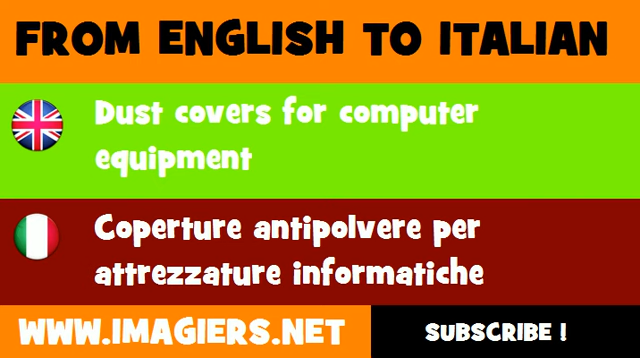 FROM ENGLISH TO ITALIAN
Dust covers for computer
equipment
Coperture antipolvere per
attrezzature informatiche
WWW.IMAGIERS.NET
SUBSCRIBE !